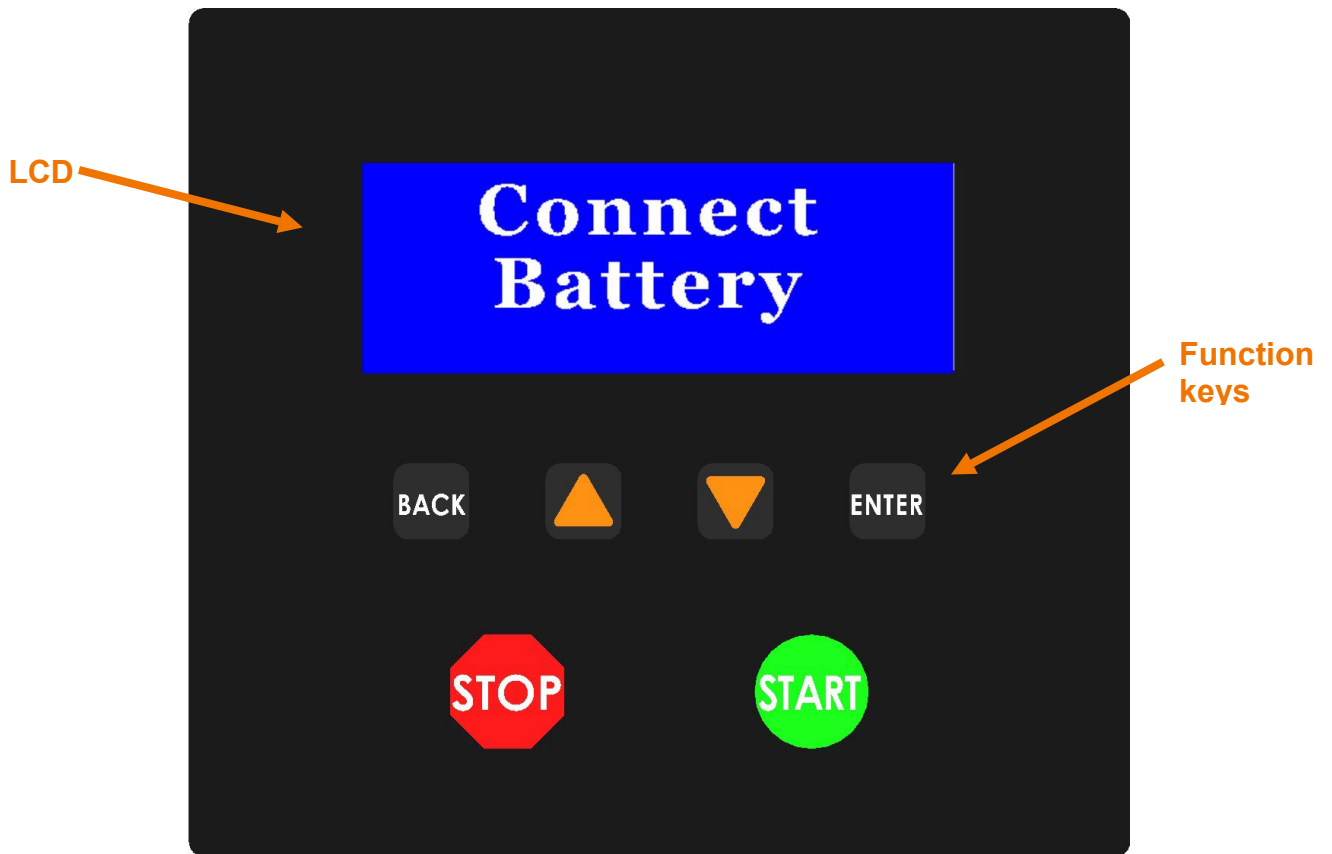 LCD
Connect
Battery
Function
keys
BACK
ENTER
STOP
START